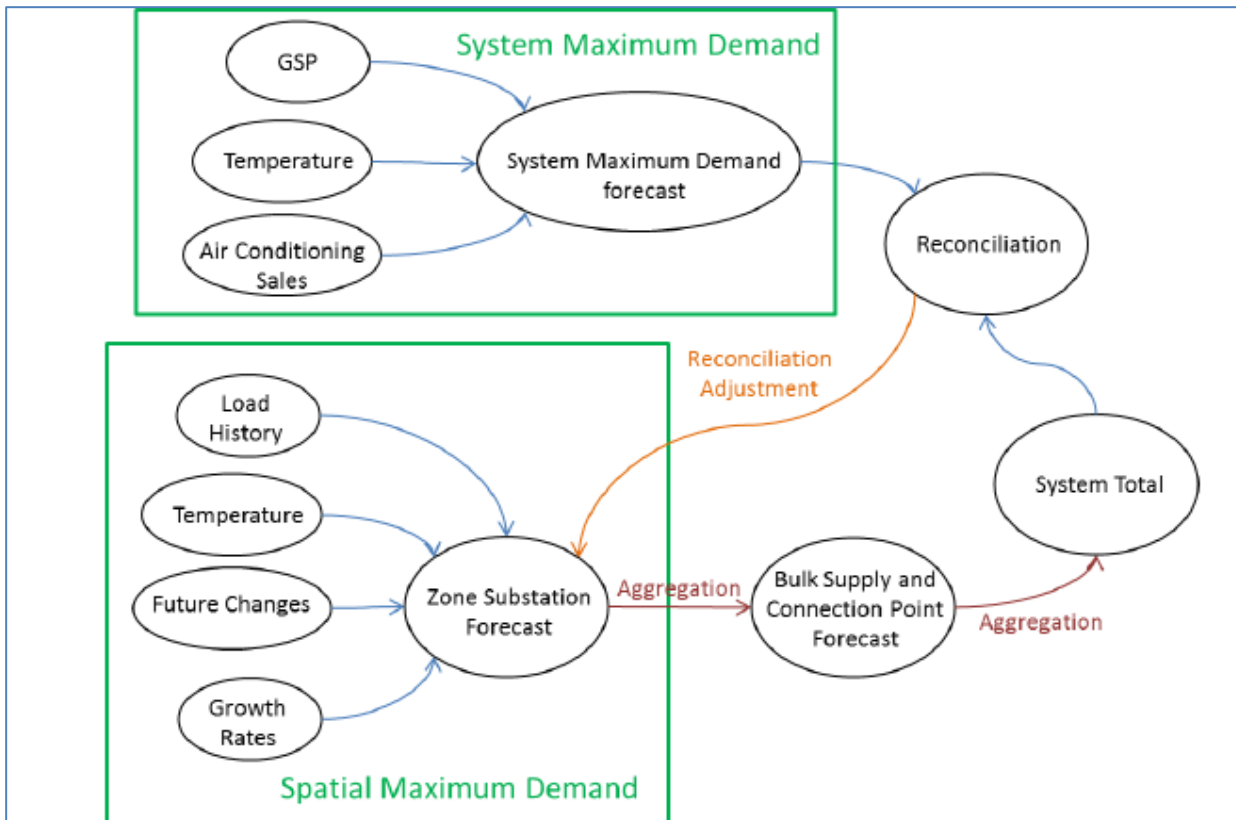 System Maximum Demand
GSP
Temperature
Air Conditioning
Sales
System Maximum Demand
forecast
Reconciliation
Reconciliation
Adjustment
Load
History
Temperature
Future Changes
Growth
Rates
Zone Substation
Forecast
Aggregation
Bulk Supply and
Connection Point
Forecast
Aggregation
System Total
Spatial Maximum Demand